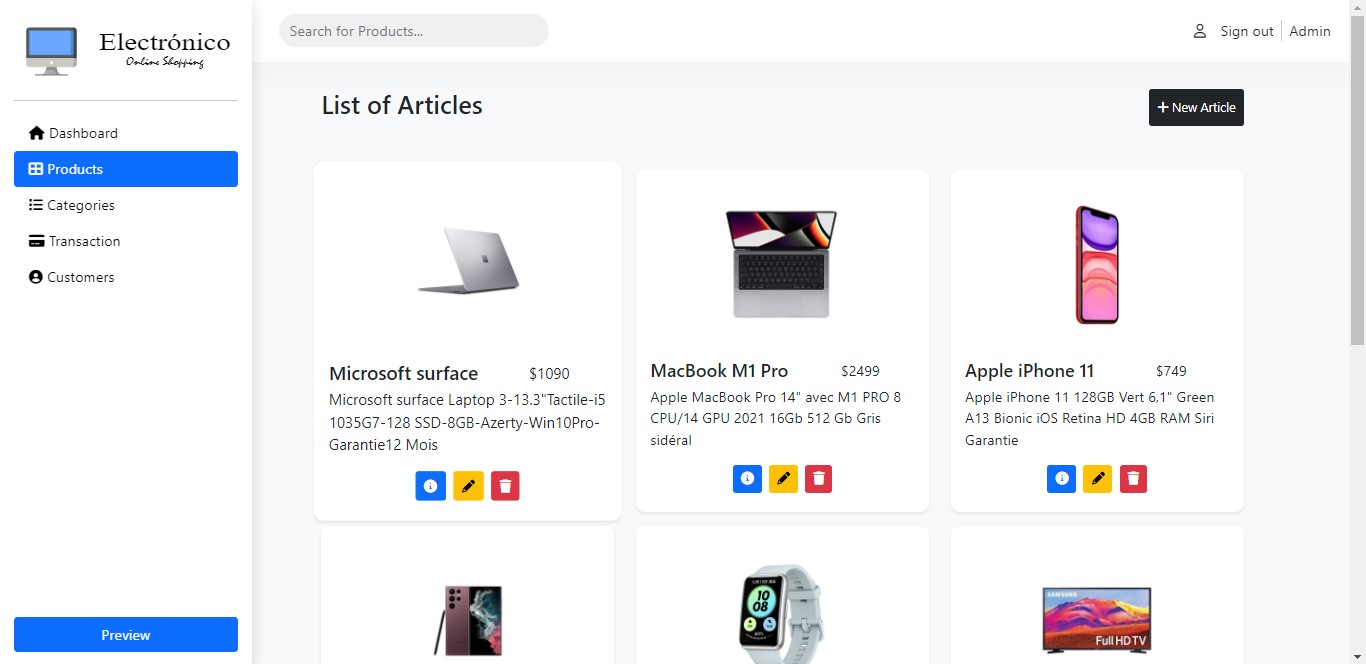 Electrónico
Online Shopping
Search for Products...
Sign out
Admin
Dashboard
Products
Categories
Transaction
Customers
Preview
List of Articles
New Article
Microsoft surface
$1090
Microsoft surface Laptop 3-13.3"Tactile-i5
1035G7-128 SSD-8GB-Azerty-Win10Pro-
Garantie12 Mois
MacBook M1 Pro
$2499
Apple MacBook Pro 14" avec M1 PRO 8
CPU/14 GPU 2021 16Gb 512 Gb Gris
sidéral
Apple iPhone 11
$749
Apple iPhone 11 128GB Vert 6,1" Green
A13 Bionic iOS Retina HD 4GB RAM Siri
Garantie
10
08
SAMSUNG
Full HD TV